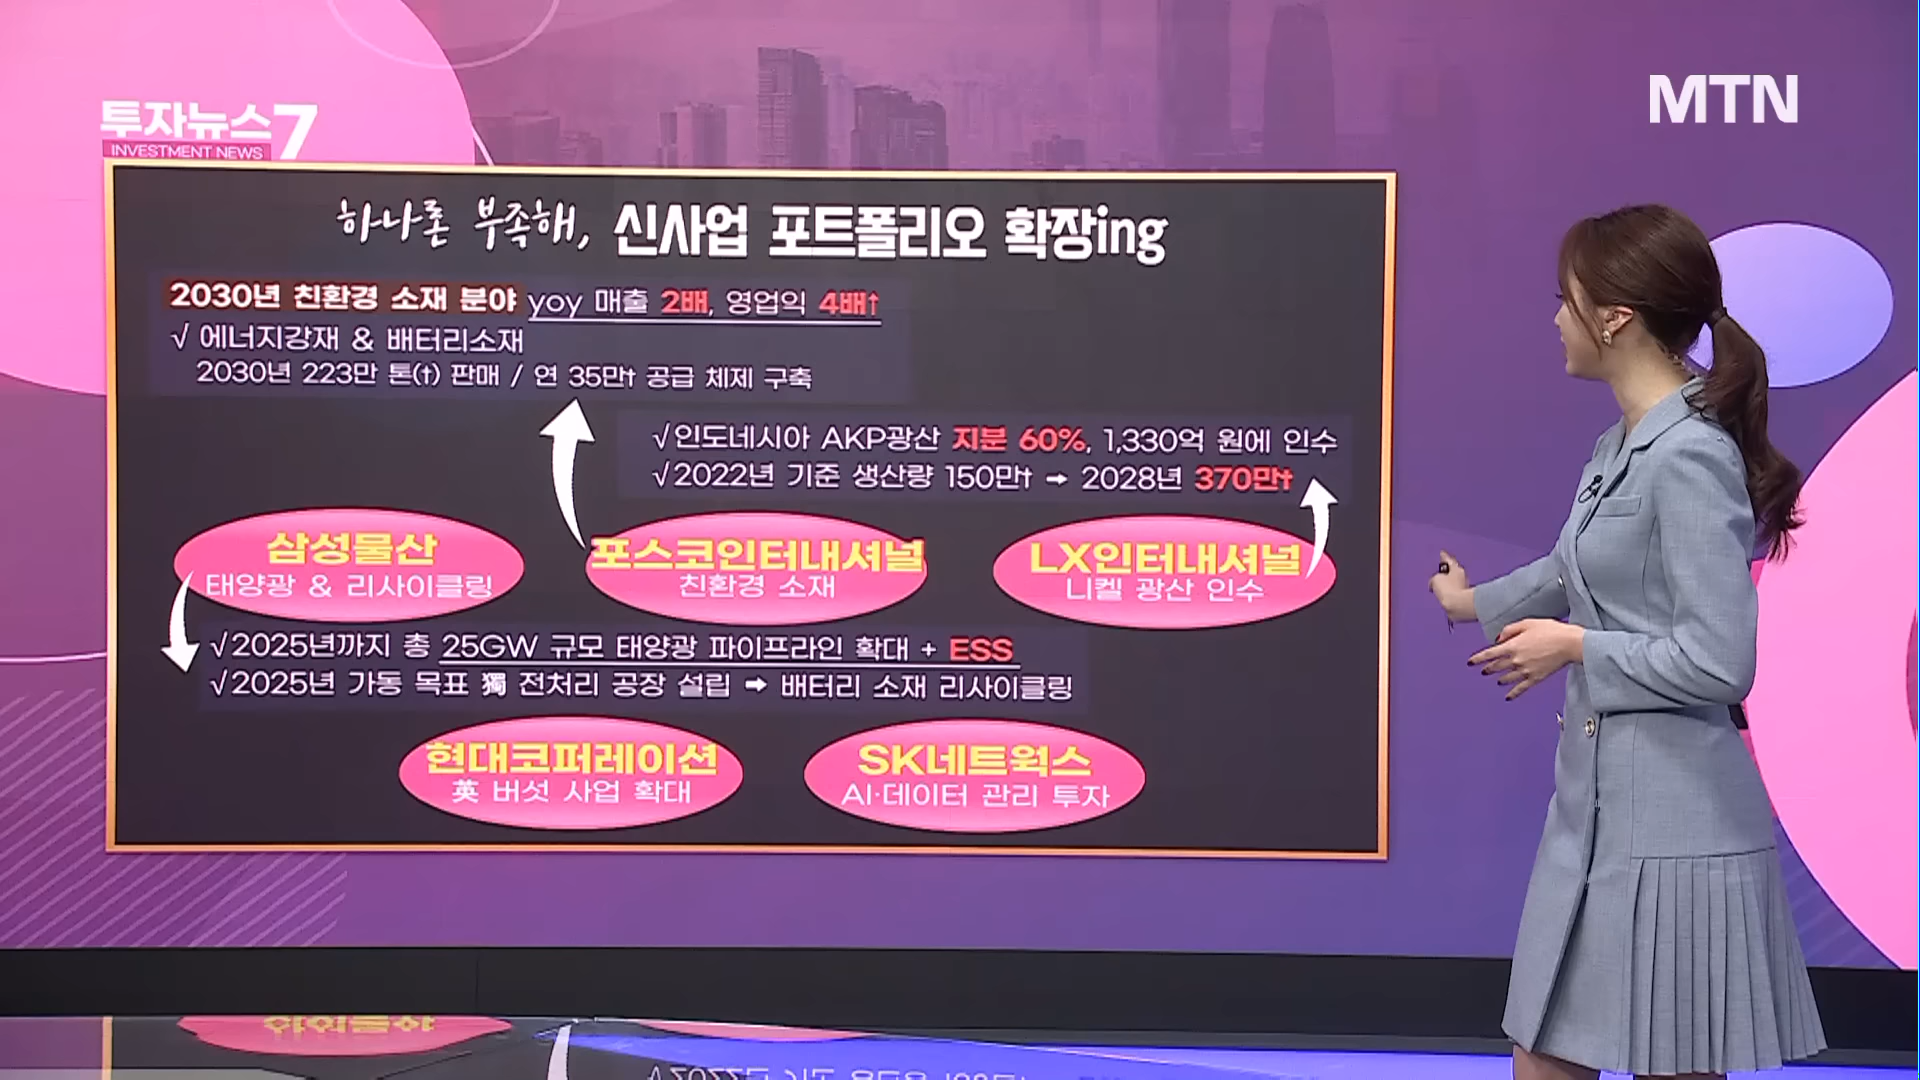 MTN
투자뉴스7
INVESTMENT NEWS
하나론 부족해, 신사업 포트폴리오 확장ing
2030년 친환경 소재 분야 yoy 매출 2배, 영업익 4배↑
√ 에너지강재 & 배터리소재
2030년 223만 톤(t) 판매 / 연 35만t 공급 체제 구축
√인도네시아 AKP광산 지분 60%, 1,330억 원에 인수
√2022년 기준 생산량 150만t ➡ 2028년 370만t
삼성물산
태양광 & 리사이클링
포스코인터내셔널
친환경 소재
LX인터내셔널
니켈 광산 인수
√2025년까지 총 25GW 규모 태양광 파이프라인 확대 + ESS
√2025년 가동 목표 獨 전처리 공장 설립 ➡ 배터리 소재 리사이클링
현대코퍼레이션
英 버섯 사업 확대
SK네트웍스
AI·데이터 관리 투자